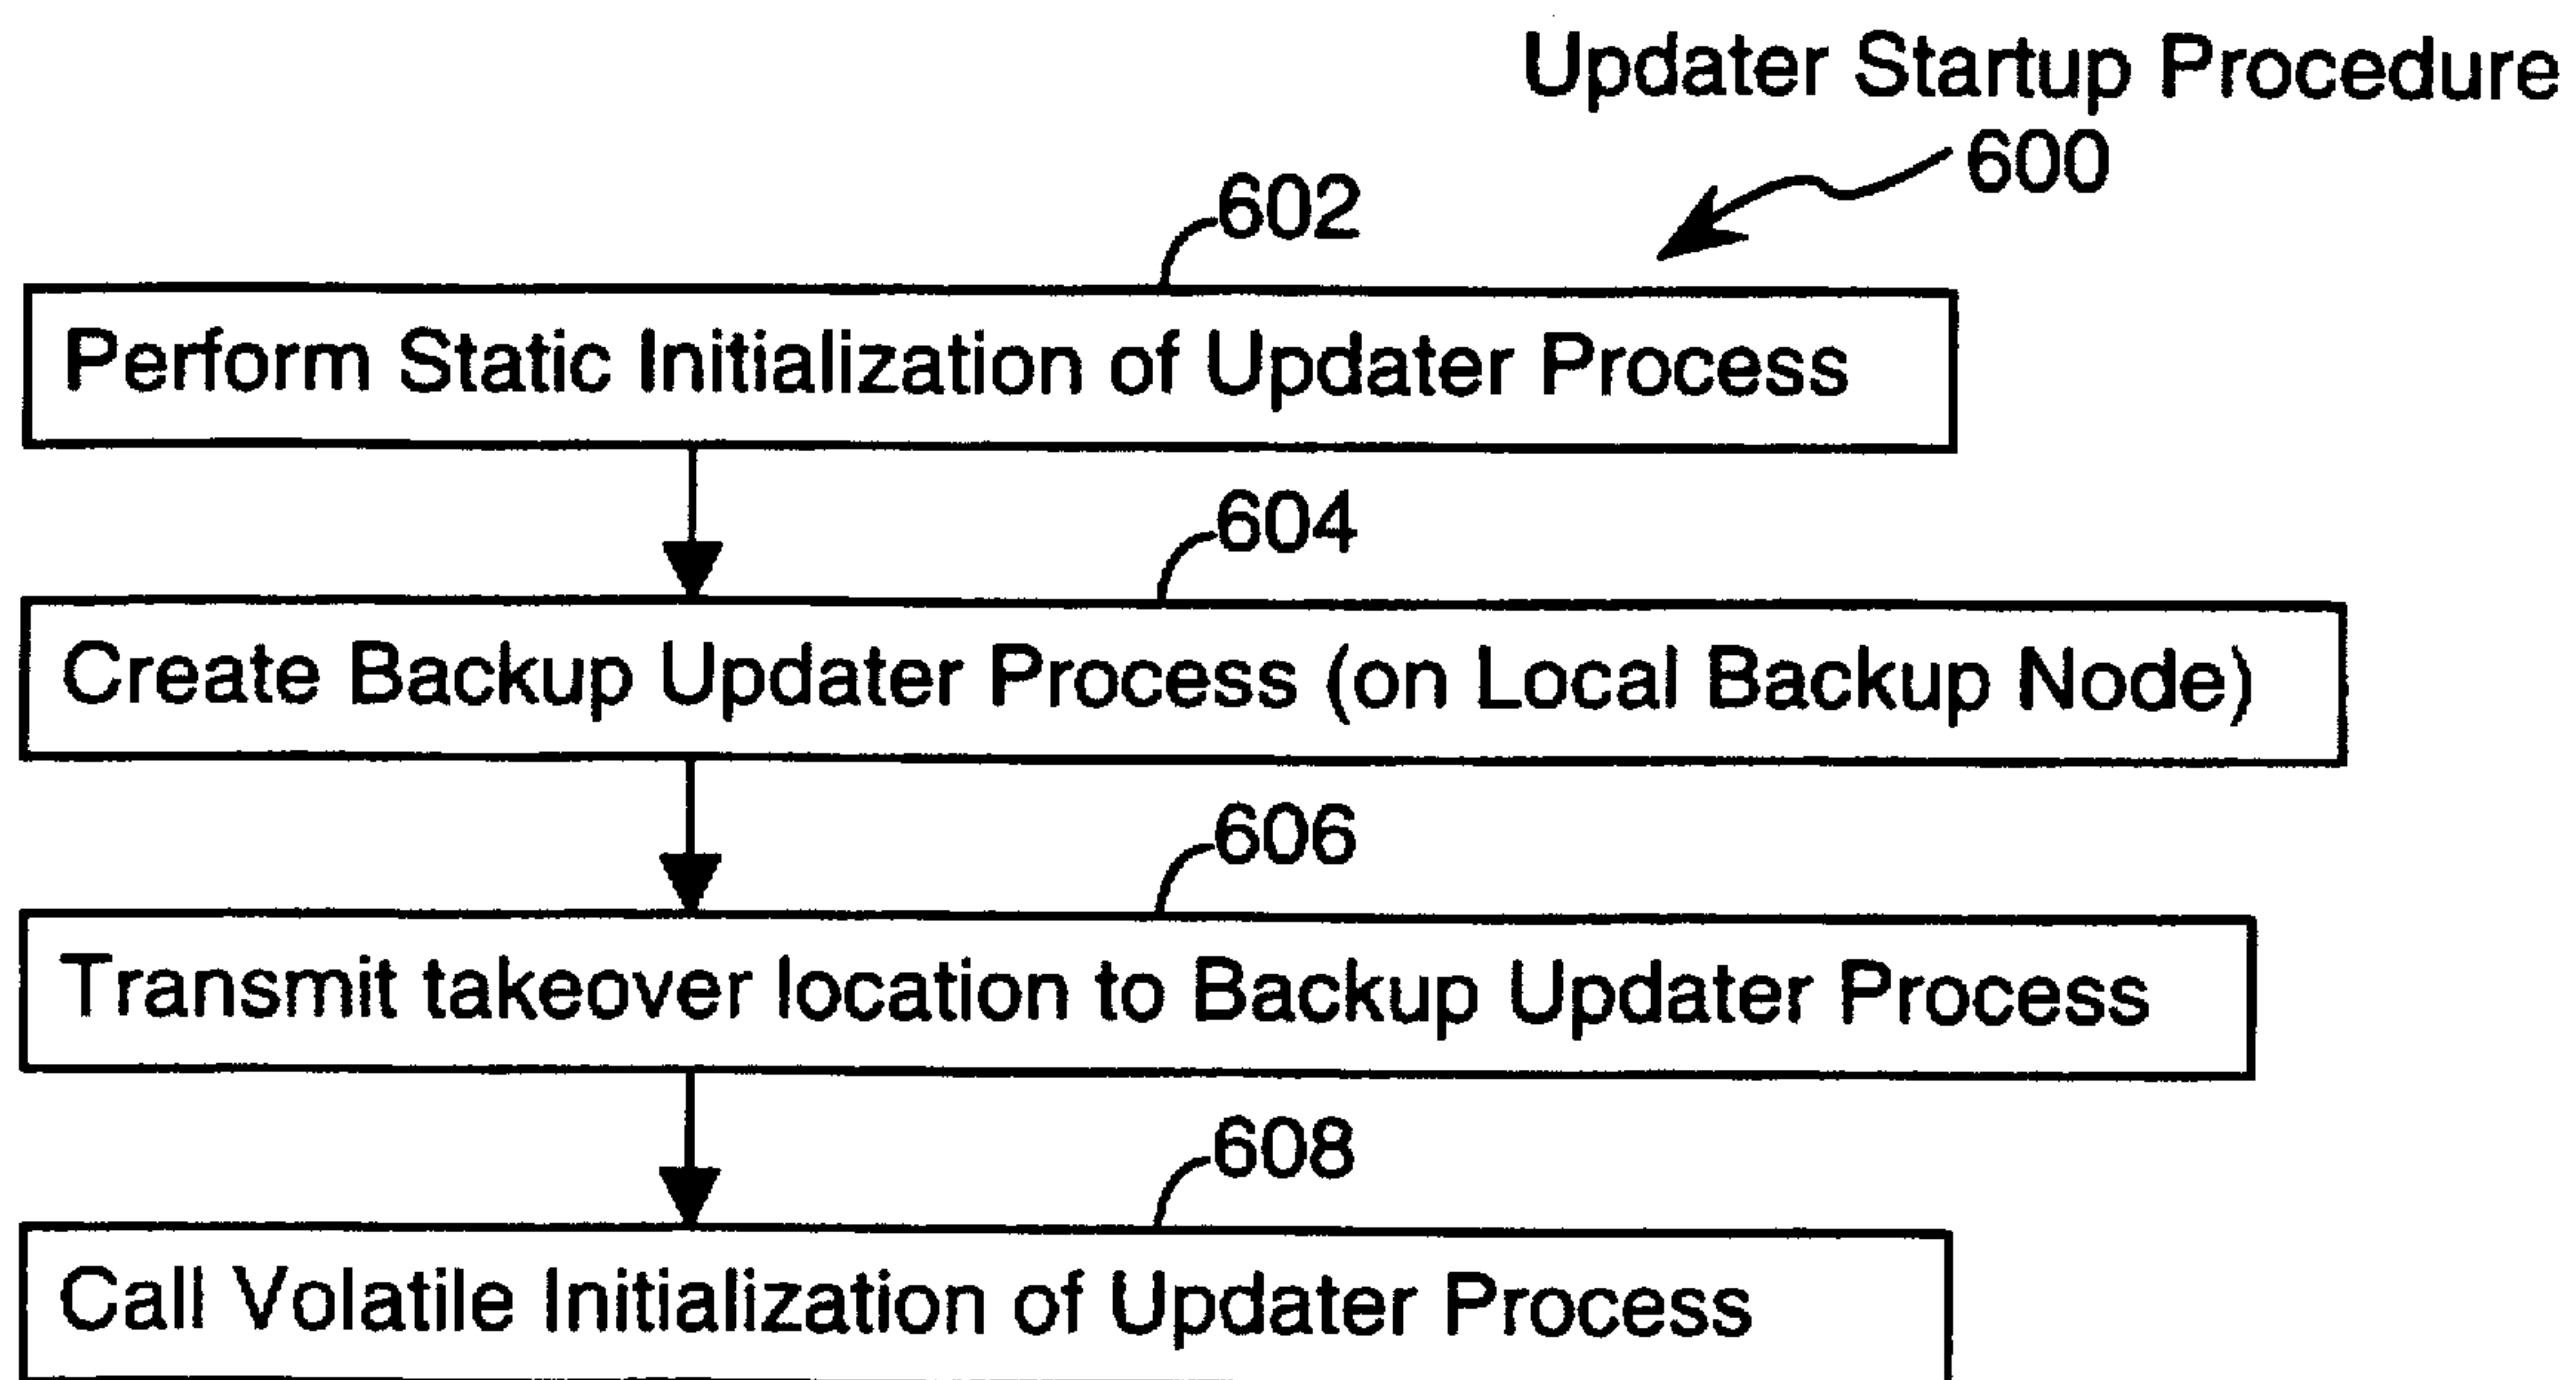 Updater Startup Procedure
600
602
Perform Static Initialization of Updater Process
604
Create Backup Updater Process (on Local Backup Node)
606
Transmit takeover location to Backup Updater Process
608
Call Volatile Initialization of Updater Process